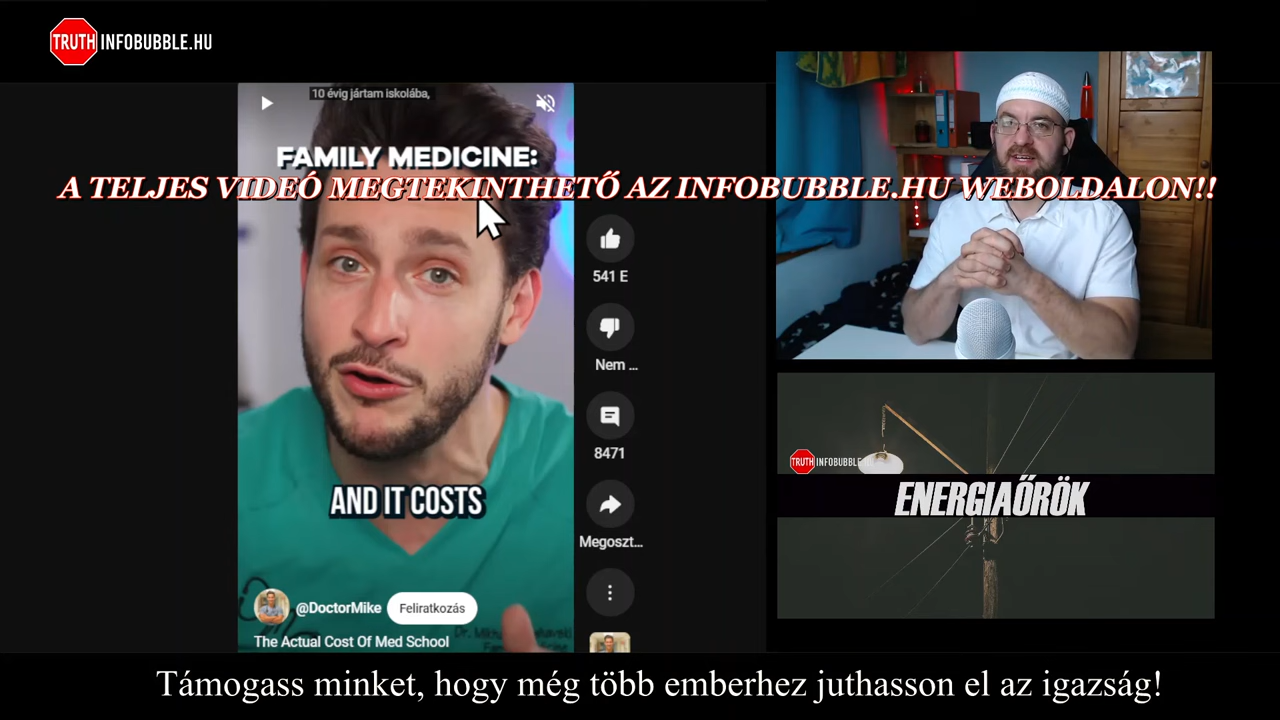 TRUTH INFOBUBBLE.HU
10 évig jártam iskolába,
FAMILY MEDICINE:
A TELJES VIDEÓ MEGTEKINTHETŐ AZ INFOBUBBLE.HU WEBOLDALON!!
541 E
Nem ...
8471
Megoszt...
AND IT COSTS
@DoctorMike
Feliratkozás
The Actual Cost Of Med School
TRUTH INFOBUBBLE
ENERGIAŐRÖK
Támogass minket, hogy még több emberhez juthasson el az igazság!